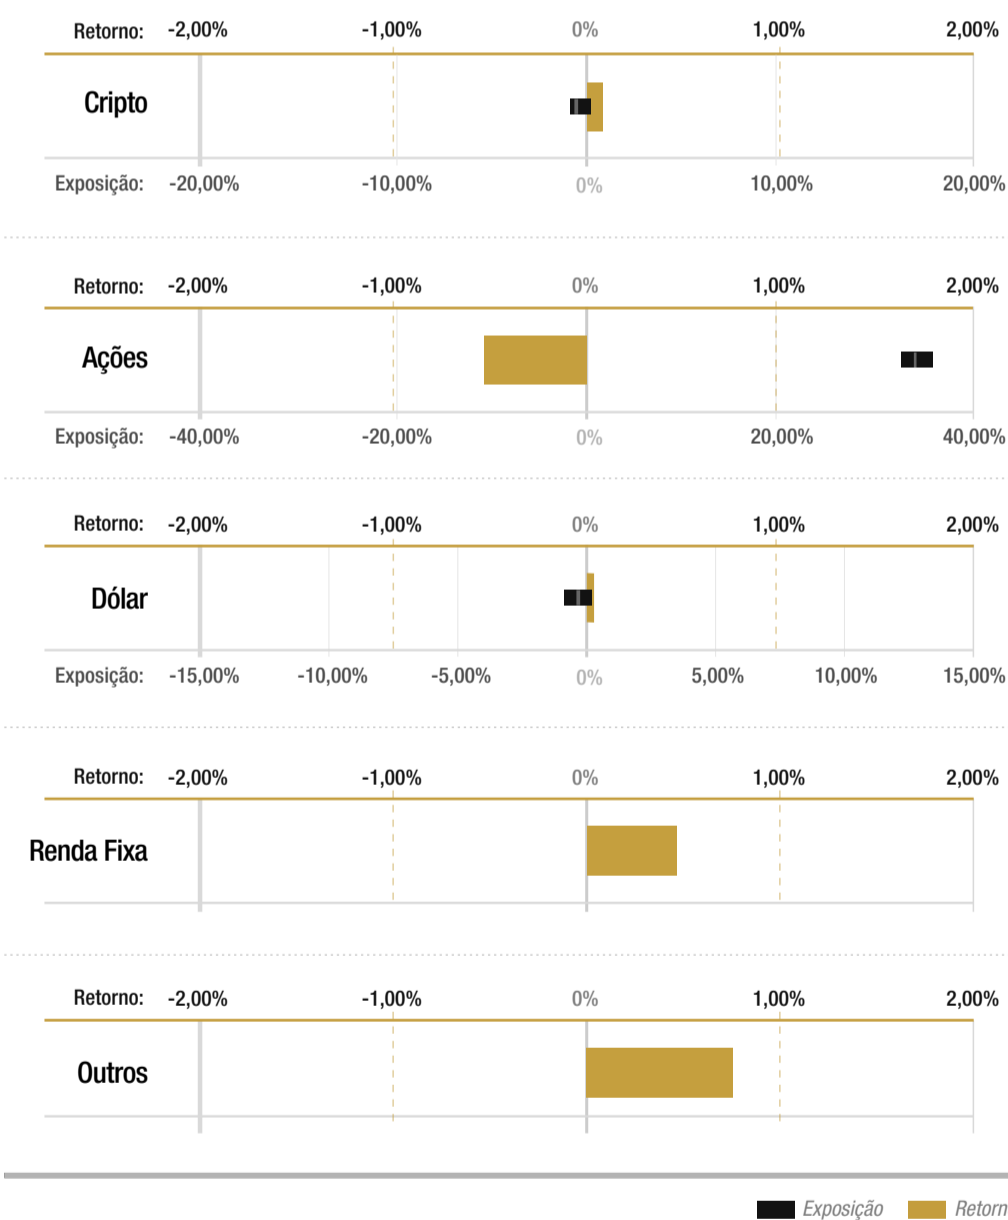 Retorno: -2,00% -1,00% 0% 1,00% 2,00%
Cripto
Exposição: -20,00% -10,00% 0% 10,00% 20,00%
Retorno: -2,00% -1,00% 0% 1,00% 2,00%
Ações
Exposição: -40,00% -20,00% 0% 20,00% 40,00%
Retorno: -2,00% -1,00% 0% 1,00% 2,00%
Dólar
Exposição: -15,00% -10,00% -5,00% 0% 5,00% 10,00% 15,00%
Retorno: -2,00% -1,00% 0% 1,00% 2,00%
Renda Fixa
Retorno: -2,00% -1,00% 0% 1,00% 2,00%
Outros
Exposição Retorn